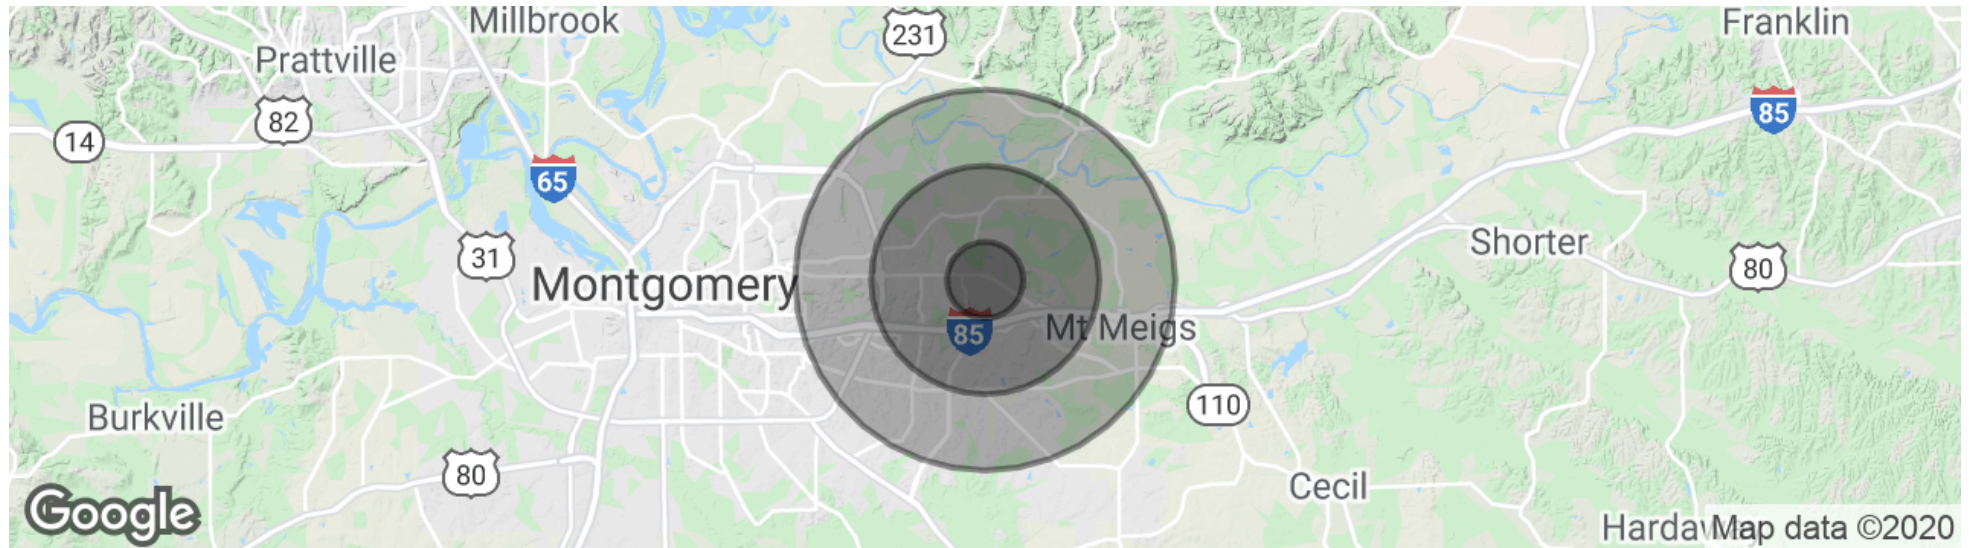 Millbrook
Franklin
231
Prattville
85
82
14
65
Shorter
31
80
Montgomery
85
Mt Meigs
110
Burkville
80
Cecil
Google
Map data ©2020